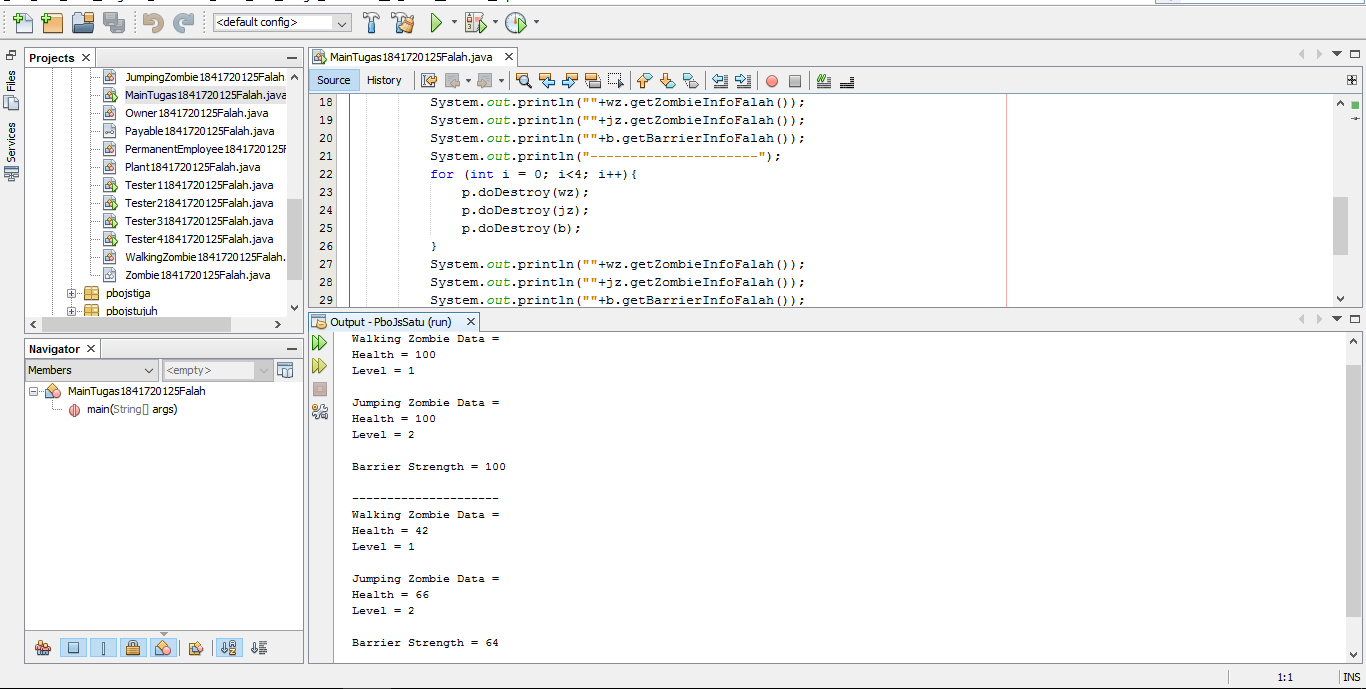 <default config>
Projects
Files
Services
JumpingZombie1841720125Falah
MainTugas1841720125Falah.java
Owner1841720125Falah.java
Payable1841720125Falah.java
PermanentEmployee1841720125F
Plant1841720125Falah.java
Tester11841720125Falah.java
Tester21841720125Falah.java
Tester31841720125Falah.java
Tester41841720125Falah.java
WalkingZombie1841720125Falah.
Zombie1841720125Falah.java
pbojstiga
pbojstujuh
Navigator
Members
<empty>
MainTugas1841720125Falah
main(String[] args)
MainTugas1841720125Falah.java
Source History
18 System.out.println(""+wz.getZombieInfoFalah());
19 System.out.println(""+jz.getZombieInfoFalah());
20 System.out.println(""+b.getBarrierInfoFalah());
21 System.out.println("---------------------");
22 for (int i = 0; i<4; i++){
23 p.doDestroy(wz);
24 p.doDestroy(jz);
25 p.doDestroy(b);
26 }
27 System.out.println(""+wz.getZombieInfoFalah());
28 System.out.println(""+jz.getZombieInfoFalah());
29 System.out.println(""+b.getBarrierInfoFalah());
Output - PboJsSatu (run)
Walking Zombie Data =
Health = 100
Level = 1
Jumping Zombie Data =
Health = 100
Level = 2
Barrier Strength = 100
---------------------
Walking Zombie Data =
Health = 42
Level = 1
Jumping Zombie Data =
Health = 66
Level = 2
Barrier Strength = 64
1:1 INS